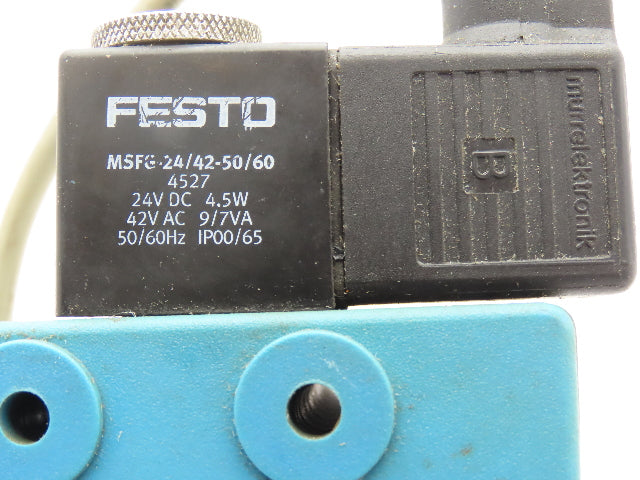 FESTO
MSFG-24/42-50/60
4527
24V DC 4.5W
42V AC 9/7VA
50/60Hz IP00/65
murrelektronik
B